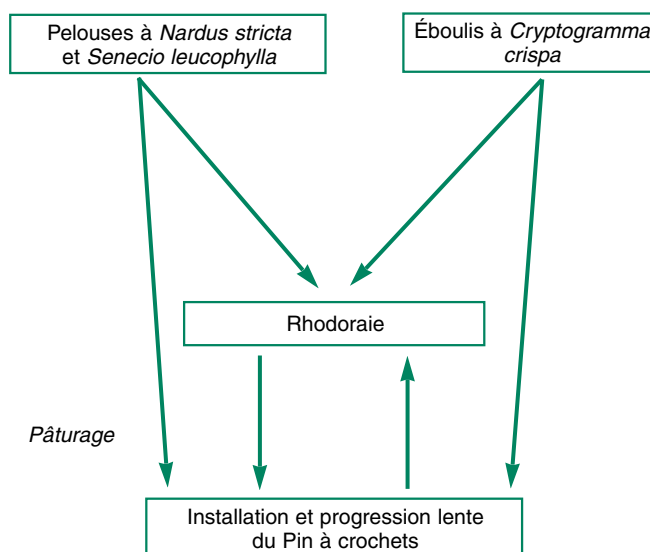 Pelouses à Nardus stricta
et Senecio leucophylla
Éboulis à Cryptogramma
crispa
Rhodoraie
Pâturage
Installation et progression lente
du Pin à crochets